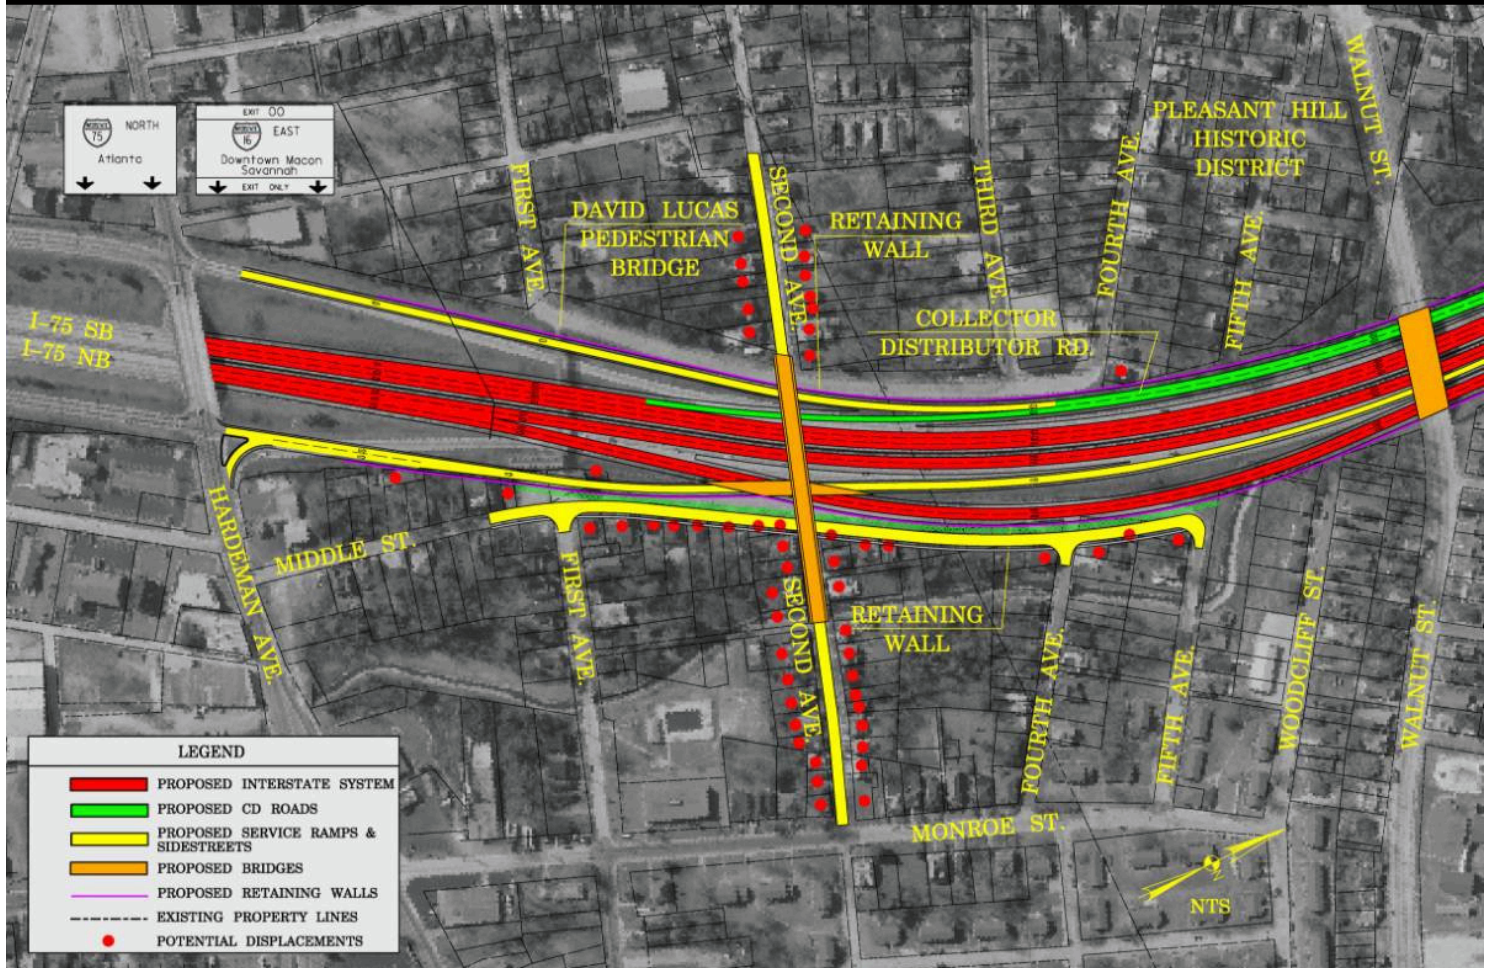 WALNUT ST.
PLEASANT HILL
HISTORIC
DISTRICT
EXIT 00
NORTH
75
Atlanta
16
EAST
Downtown Macon
Savannah
EXIT ONLY
FIRST AVE.
SECOND AVE.
THIRD AVE.
FOURTH AVE.
FIFTH AVE.
DAVID LUCAS
PEDESTRIAN
BRIDGE
RETAINING
WALL
COLLECTOR
DISTRIBUTOR RD.
I-75 SB
I-75 NB
HARDEMAN AVE.
MIDDLE ST.
FIRST AVE.
SECOND AVE.
RETAINING
WALL
FOURTH AVE.
FIFTH AVE.
WOODCLIFF ST.
WALNUT ST.
MONROE ST.
NTS
LEGEND
PROPOSED INTERSTATE SYSTEM
PROPOSED CD ROADS
PROPOSED SERVICE RAMPS &
SIDESTREETS
PROPOSED BRIDGES
PROPOSED RETAINING WALLS
EXISTING PROPERTY LINES
POTENTIAL DISPLACEMENTS